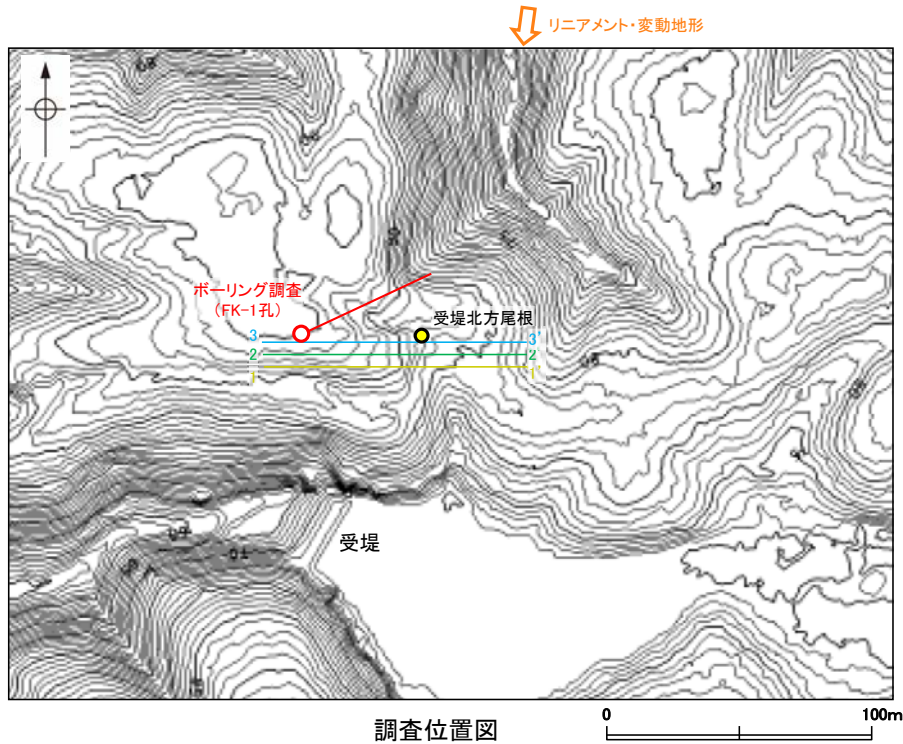 リニアメント・変動地形
ボーリング調査
(FK-1孔)
受堤北方尾根
3
3'
2
2'
1
1'
受堤
調査位置図
0
100m